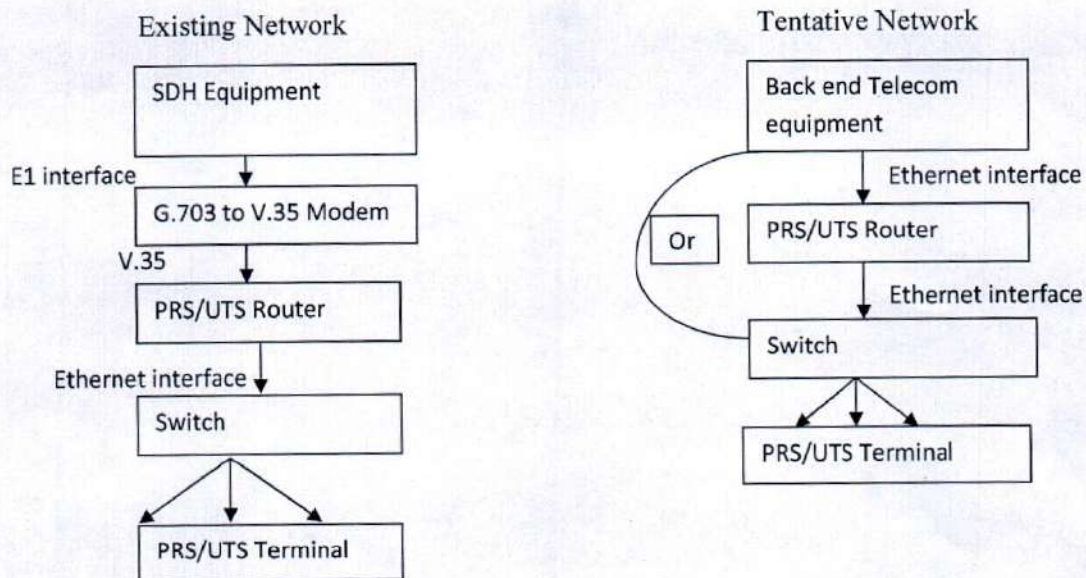 Existing Network
SDH Equipment
E1 interface
G.703 to V.35 Modem
V.35
PRS/UTS Router
Ethernet interface
Switch
PRS/UTS Terminal
Tentative Network
Back end Telecom
equipment
Ethernet interface
Or
PRS/UTS Router
Ethernet interface
Switch
PRS/UTS Terminal